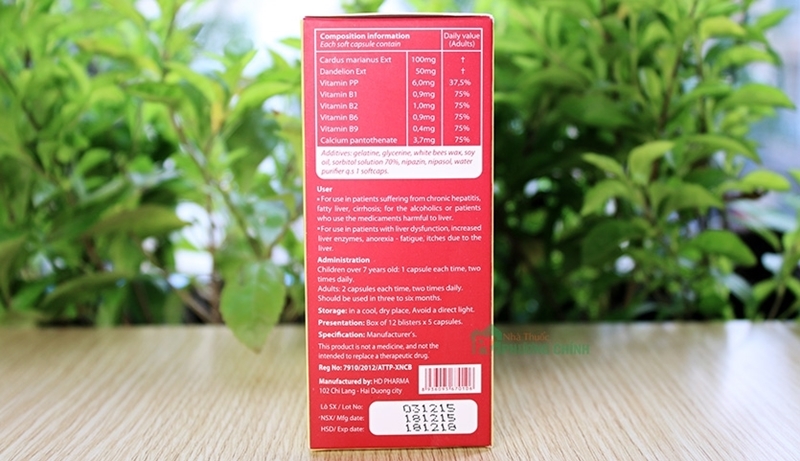 Composition information
Each soft capsule contain
Daily value
(Adults)
Cardus marianus Ext 100mg †
Dandelion Ext 50mg †
Vitamin PP 6,0mg 37,5%
Vitamin B1 0,9mg 75%
Vitamin B2 1,0mg 75%
Vitamin B6 0,9mg 75%
Vitamin B9 0,4mg 75%
Calcium pantothenate 3,7mg 75%
Additives: gelatine, glycerine, white bees wax, soy
oil, sorbitol solution 70%, nipazin, nipasol, water
purifier q.s 1 softcaps.
User
•For use in patients suffering from chronic hepatitis,
fatty liver, cirrhosis; for the alcoholics or patients
who use the medicaments harmful to liver.
•For use in patients with liver dysfunction, increased
liver enzymes, anorexia - fatigue, itches due to the
liver.
Administration
Children over 7 years old: 1 capsule each time, two
times daily.
Adults: 2 capsules each time, two times daily.
Should be used in three to six months.
Storage: in a cool, dry place, Avoid a direct light.
Presentation: Box of 12 blisters x 5 capsules.
Specification: Manufacturer's.
This product is not a medicine, and not the
intended to replace a therapeutic drug.
Reg No: 7910/2012/ATTP-XNCB
Manufactured by: HD PHARMA
102 Chi Lang - Hai Duong city
Lô SX / Lot No: 031215
NSX/ Mfg date: 181215
HSD/ Exp date: 181218
Nhà Thuốc